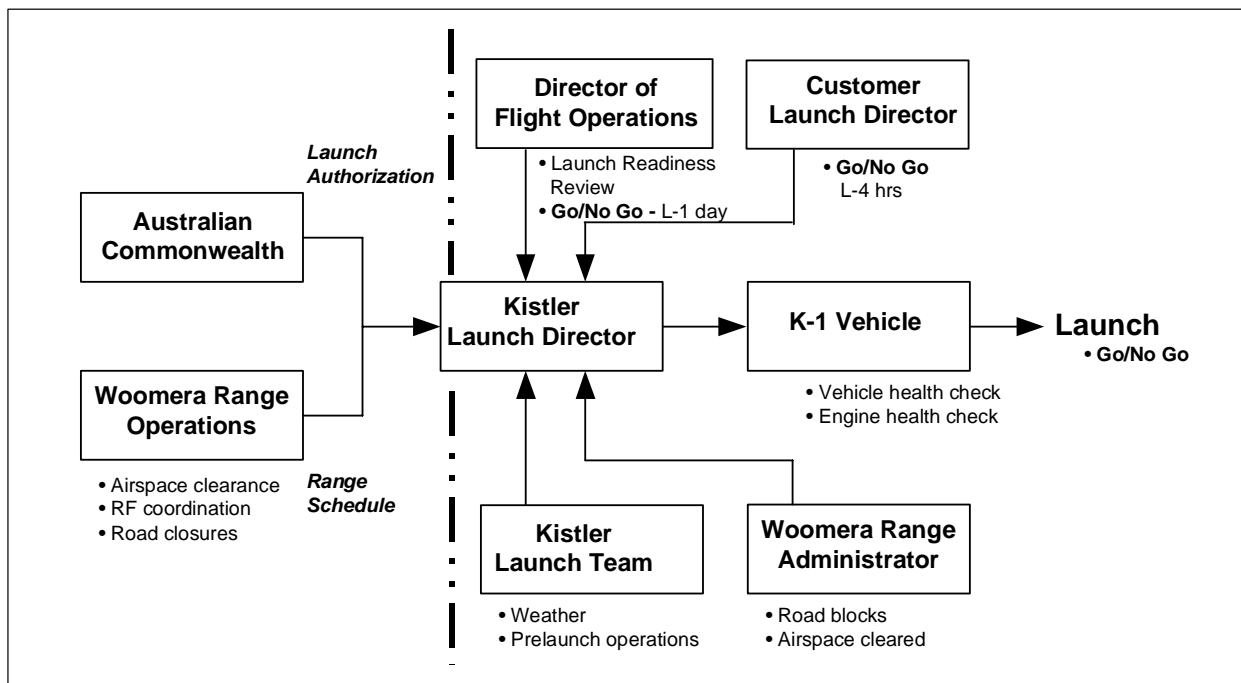 Director of
Flight Operations
• Launch Readiness
Review
• Go/No Go - L-1 day
Customer
Launch Director
• Go/No Go
L-4 hrs
Launch
Authorization
Australian
Commonwealth
Woomera Range
Operations
• Airspace clearance
• RF coordination
• Road closures
Range
Schedule
Kistler
Launch Director
K-1 Vehicle
• Vehicle health check
• Engine health check
Launch
• Go/No Go
Kistler
Launch Team
• Weather
• Prelaunch operations
Woomera Range
Administrator
• Road blocks
• Airspace cleared